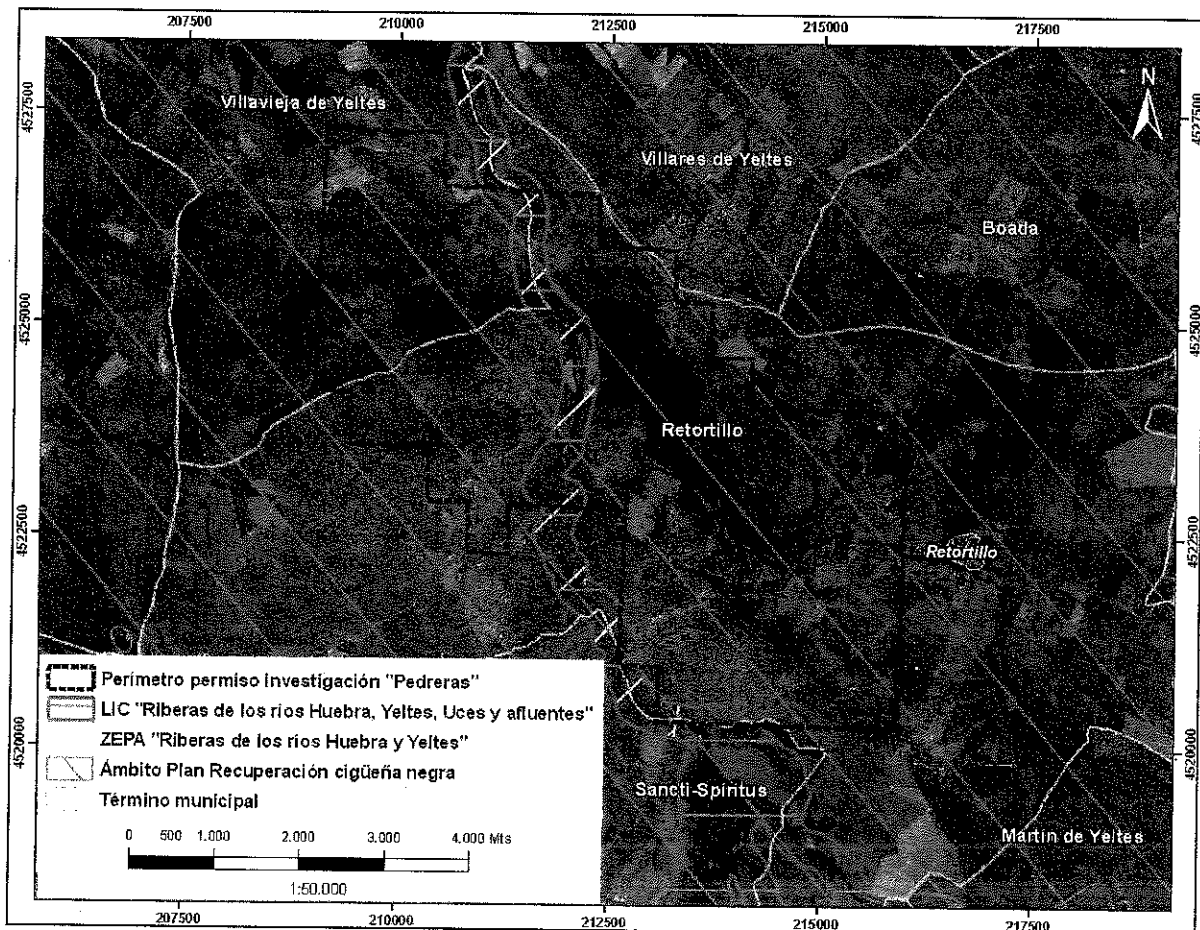 207500 210000 212500 215000 217500
4527500
4527500
N
Villavieja de Yeltes
Villares de Yeltes
Boada
4525000
4525000
Retortillo
4522500
4522500
Retortillo
Perímetro permiso investigación "Pedreras"
LIC "Riberas de los ríos Huebra, Yeltes, Uces y afluentes"
ZEPA "Riberas de los ríos Huebra y Yeltes"
Ámbito Plan Recuperación cigüeña negra
Término municipal
0 500 1.000 2.000 3.000 4.000 Mts
1:50.000
4520000
4520000
Sancti-Spíritus
Martín de Yeltes
207500 210000 212500 215000 217500